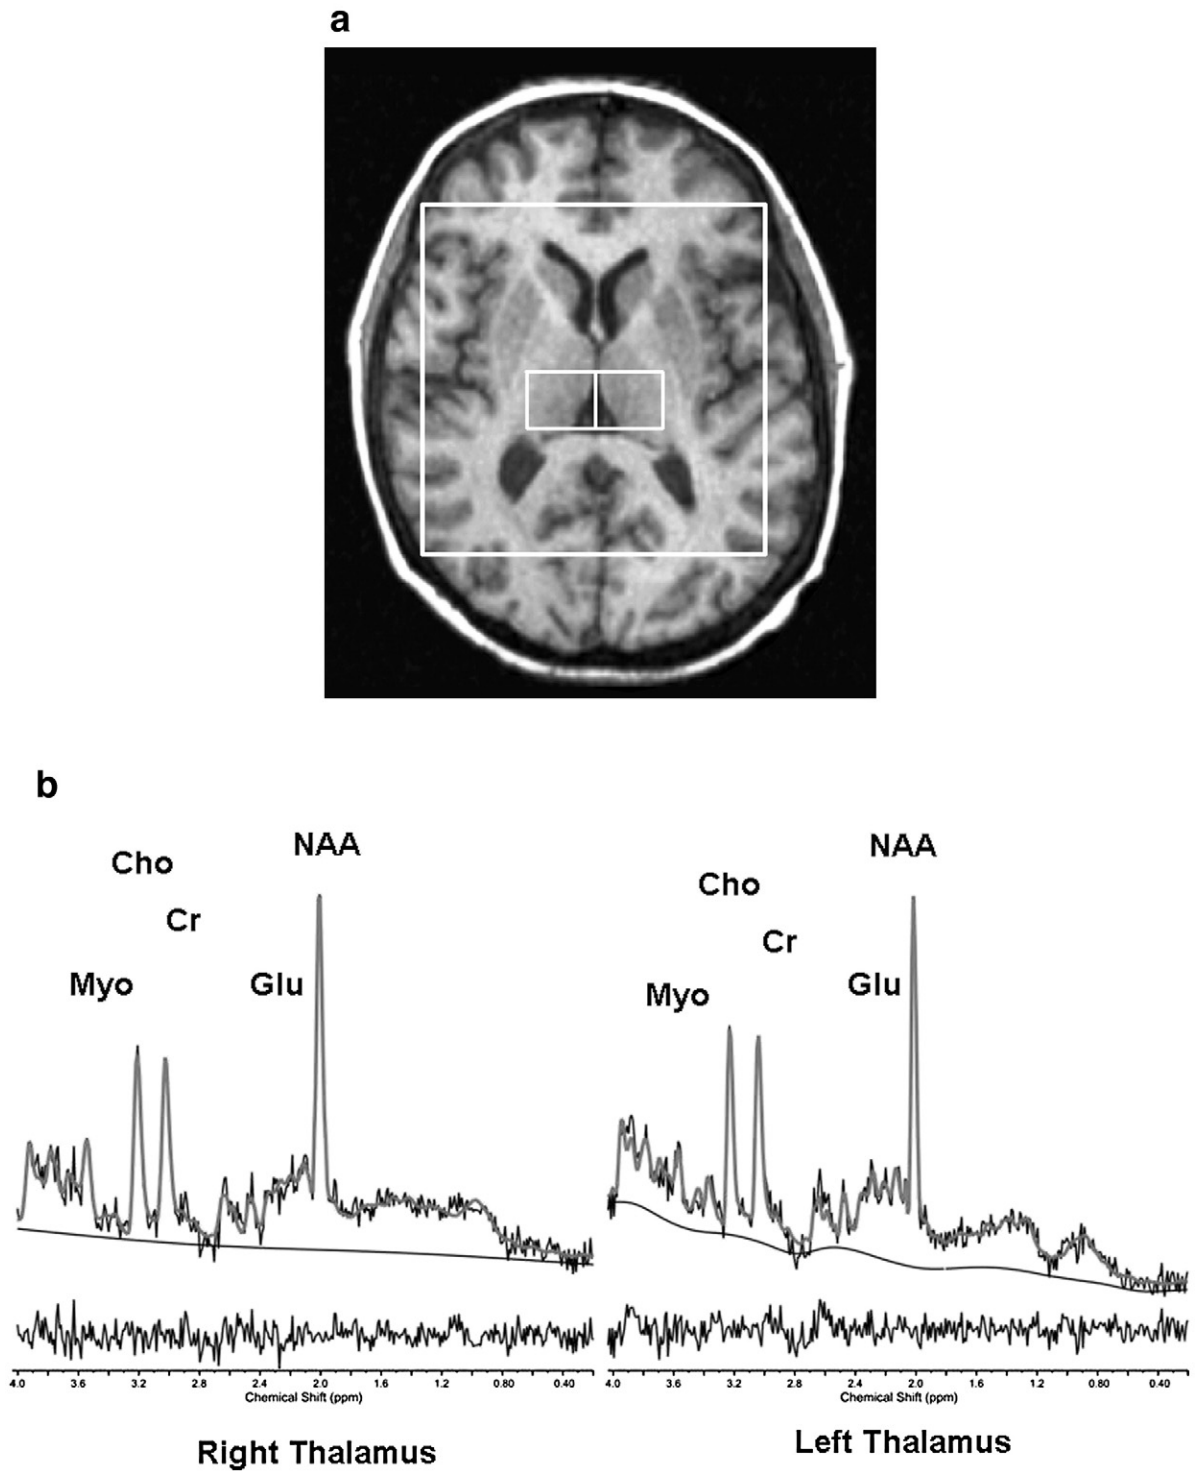 a
b
NAA
Cho
Cr
Myo
Glu
4.0 3.6 3.2 2.8 2.4 2.0 1.6 1.2 0.80 0.40
Chemical Shift (ppm)
Right Thalamus
NAA
Cho
Cr
Myo
Glu
4.0 3.6 3.2 2.8 2.4 2.0 1.6 1.2 0.80 0.40
Chemical Shift (ppm)
Left Thalamus